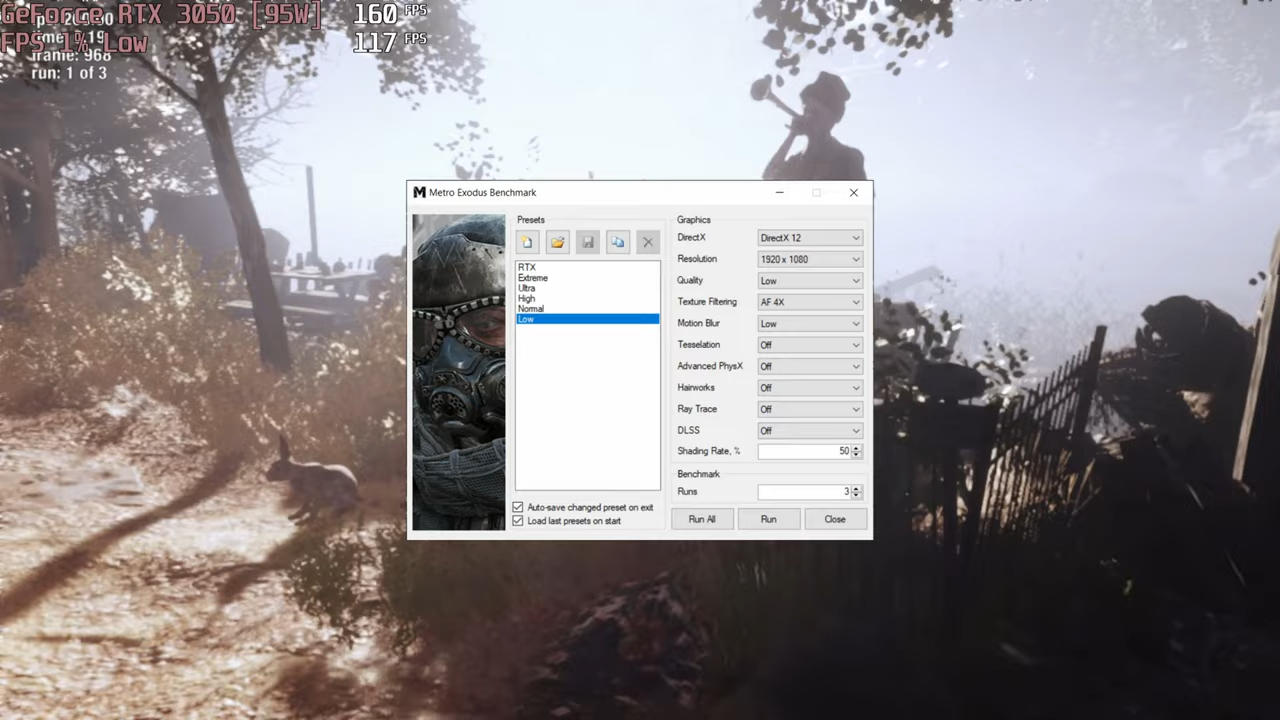 GeForce RTX 3050 [95W] 160 FPS
FPS 1% Low 117 FPS
frame: 968
run: 1 of 3
Metro Exodus Benchmark
Presets
RTX
Extreme
Ultra
High
Normal
Low
Auto-save changed preset on exit
Load last presets on start
Graphics
DirectX DirectX 12
Resolution 1920 x 1080
Quality Low
Texture Filtering AF 4X
Motion Blur Low
Tesselation Off
Advanced PhysX Off
Hairworks Off
Ray Trace Off
DLSS Off
Shading Rate, % 50
Benchmark
Runs 3
Run All Run Close